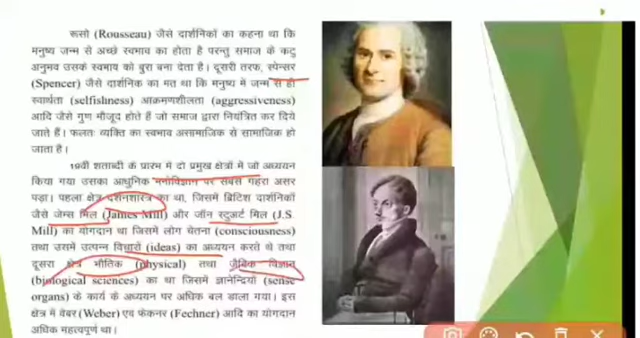 रूसो (Rousseau) जैसे दार्शनिकों का कहना था कि
मनुष्य जन्म से अच्छे स्वभाव का होता है परन्तु समाज के कटु
अनुभव उसके स्वभाव को बुरा बना देता है। दूसरी तरफ, स्पेन्सर
(Spencer) जैसे दार्शनिक का मत था कि मनुष्य में जन्म से ही
स्वार्थता (selfishness) आक्रमणशीलता (aggressiveness)
आदि जैसे गुण मौजूद होते हैं जो समाज द्वारा नियंत्रित कर दिये
जाते हैं। फलतः व्यक्ति का स्वभाव असामाजिक से सामाजिक हो
जाता है।
19वीं शताब्दी के प्रारंभ में दो प्रमुख क्षेत्रों में जो अध्ययन
किया गया उसका आधुनिक मनोविज्ञान पर सबसे गहरा असर
पड़ा। पहला क्षेत्र दर्शनशास्त्र का था, जिसमें ब्रिटिश दार्शनिकों
जैसे जेम्स मिल (James Mill) और जॉन स्टुअर्ट मिल (J.S.
Mill) का योगदान था जिसमें लोग चेतना (consciousness)
तथा उसमें उत्पन्न विचारों (ideas) का अध्ययन करते थे तथा
दूसरा क्षेत्र भौतिक (physical) तथा जैविक विज्ञान
(biological sciences) का था जिसमें ज्ञानेन्द्रियों (sense
organs) के कार्य के अध्ययन पर अधिक बल डाला गया। इस
क्षेत्र में वेबर (Weber) एवं फेकनर (Fechner) आदि का योगदान
अधिक महत्वपूर्ण था।